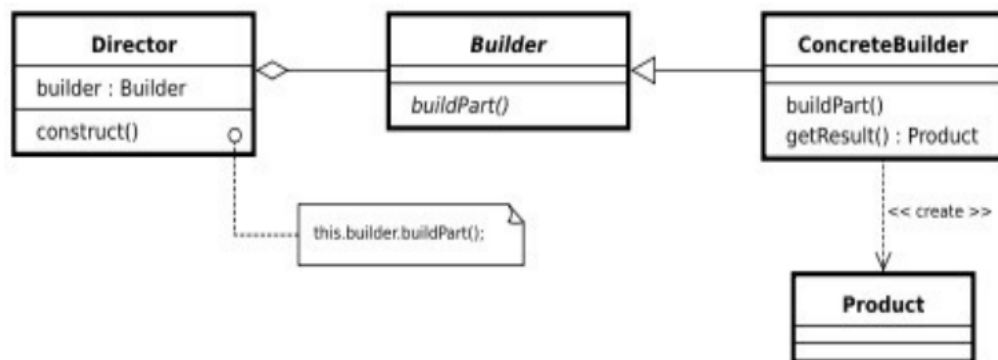 Director
builder : Builder
construct()
Builder
buildPart()
ConcreteBuilder
buildPart()
getResult() : Product
this.builder.buildPart();
<< create >>
Product